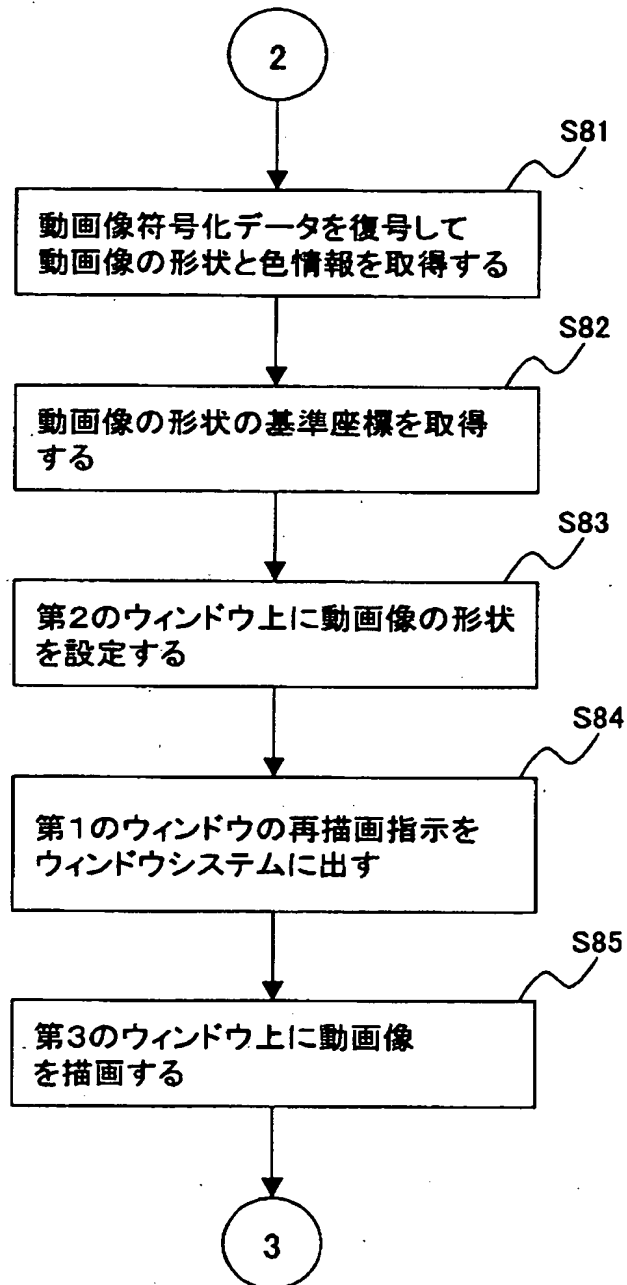 2
S81
動画像符号化データを復号して
動画像の形状と色情報を取得する
S82
動画像の形状の基準座標を取得
する
S83
第2のウィンドウ上に動画像の形状
を設定する
S84
第1のウィンドウの再描画指示を
ウィンドウシステムに出す
S85
第3のウィンドウ上に動画像
を描画する
3